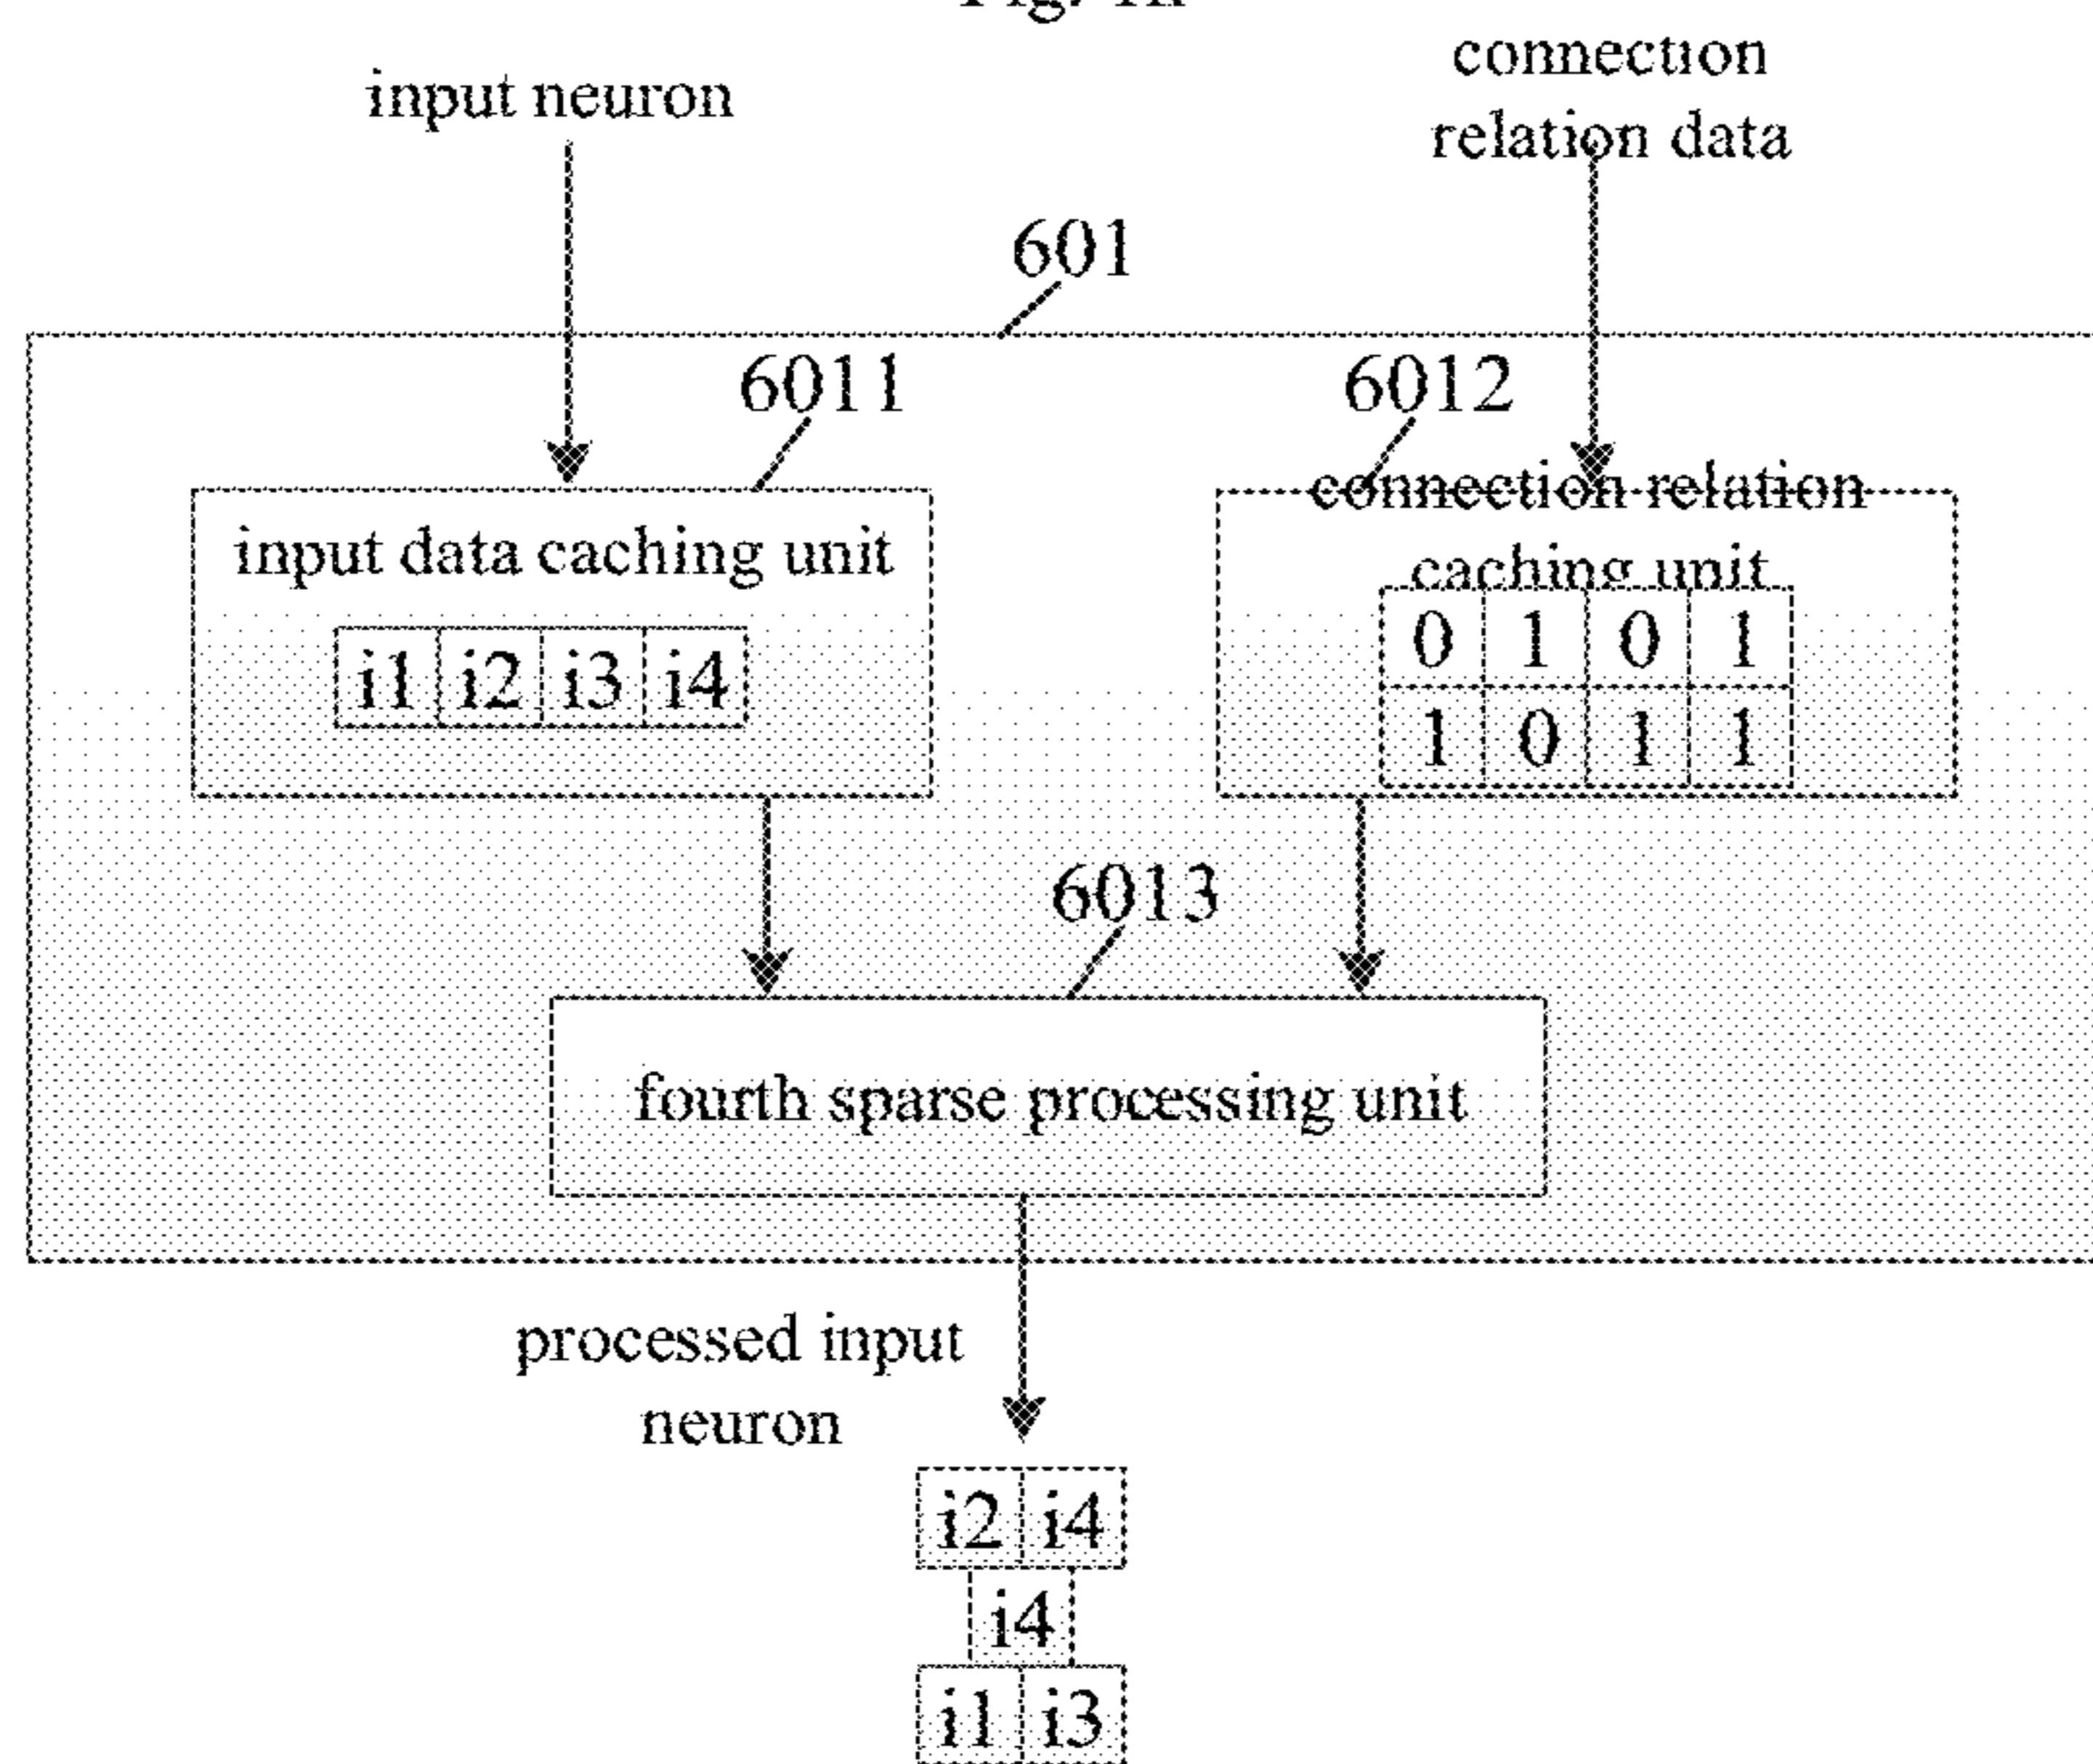 input neuron
connection
relation data
601
6011
6012
input data caching unit
i1 i2 i3 i4
connection relation
caching unit
0 1 0 1
1 0 1 1
6013
fourth sparse processing unit
processed input
neuron
i2 i4
i4
i1 i3